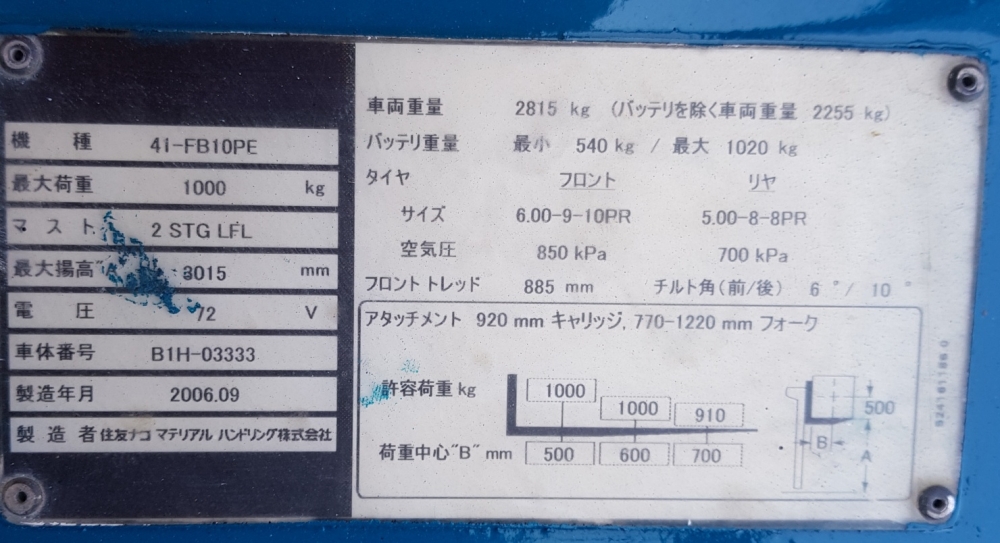 機 種 41-FB10PE
最大荷重 1000 kg
マ ス ト 2 STG LFL
最大揚高 3015 mm
電 圧 72 V
車体番号 B1H-03333
製造年月 2006.09
製 造 者 住友ナコ マテリアル ハンドリング株式会社
車両重量 2815 kg (バッテリを除く車両重量 2255 kg)
バッテリ重量 最小 540 kg / 最大 1020 kg
タイヤ フロント リヤ
サイズ 6.00-9-10PR 5.00-8-8PR
空気圧 850 kPa 700 kPa
フロント トレッド 885 mm チルト角(前/後) 6 °/ 10 °
アタッチメント 920 mm キャリッジ, 770-1220 mm フォーク
許容荷重 kg 1000 1000 910
荷重中心"B" mm 500 600 700
500
B
A